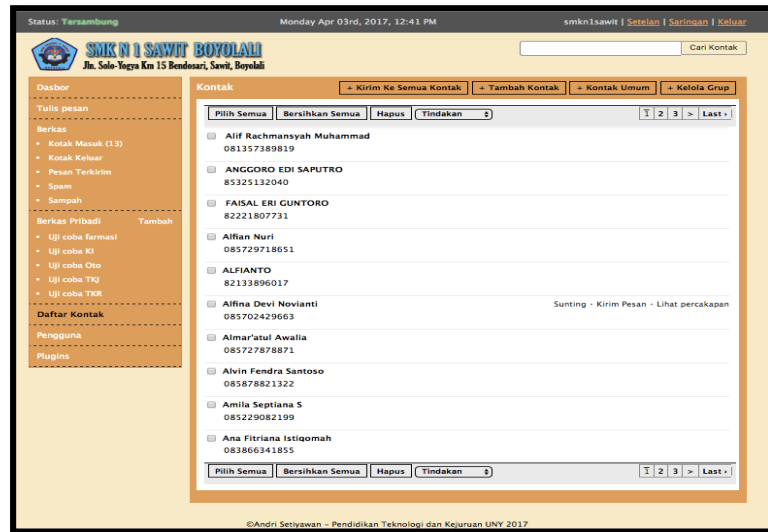 Status: Tersambung Monday Apr 03rd, 2017, 12:41 PM smkn1sawit | Setelan | Saringan | Keluar
SMK N 1 SAWIT BOYOLALI
Jln. Solo-Yogya Km 15 Bendosari, Sawit, Boyolali
Cari Kontak
Dasbor
Tulis pesan
Berkas
• Kotak Masuk (13)
• Kotak Keluar
• Pesan Terkirim
• Spam
• Sampah
Berkas Pribadi Tambah
• Uji coba farmasi
• Uji coba KI
• Uji coba Oto
• Uji coba TKJ
• Uji coba TKR
Daftar Kontak
Pengguna
Plugins
Kontak + Kirim Ke Semua Kontak + Tambah Kontak + Kontak Umum + Kelola Grup
Pilih Semua Bersihkan Semua Hapus Tindakan 1 2 3 > Last ›
Alif Rachmansyah Muhammad
081357389819
ANGGORO EDI SAPUTRO
85325132040
FAISAL ERI GUNTORO
82221807731
Alfian Nuri
085729718651
ALFIANTO
82133896017
Alfina Devi Novianti Sunting - Kirim Pesan - Lihat percakapan
085702429663
Almar'atul Awalia
085727878871
Alvin Fendra Santoso
085878821322
Amila Septiana S
085229082199
Ana Fitriana Istiqomah
083866341855
Pilih Semua Bersihkan Semua Hapus Tindakan 1 2 3 > Last ›
©Andri Setiyawan – Pendidikan Teknologi dan Kejuruan UNY 2017